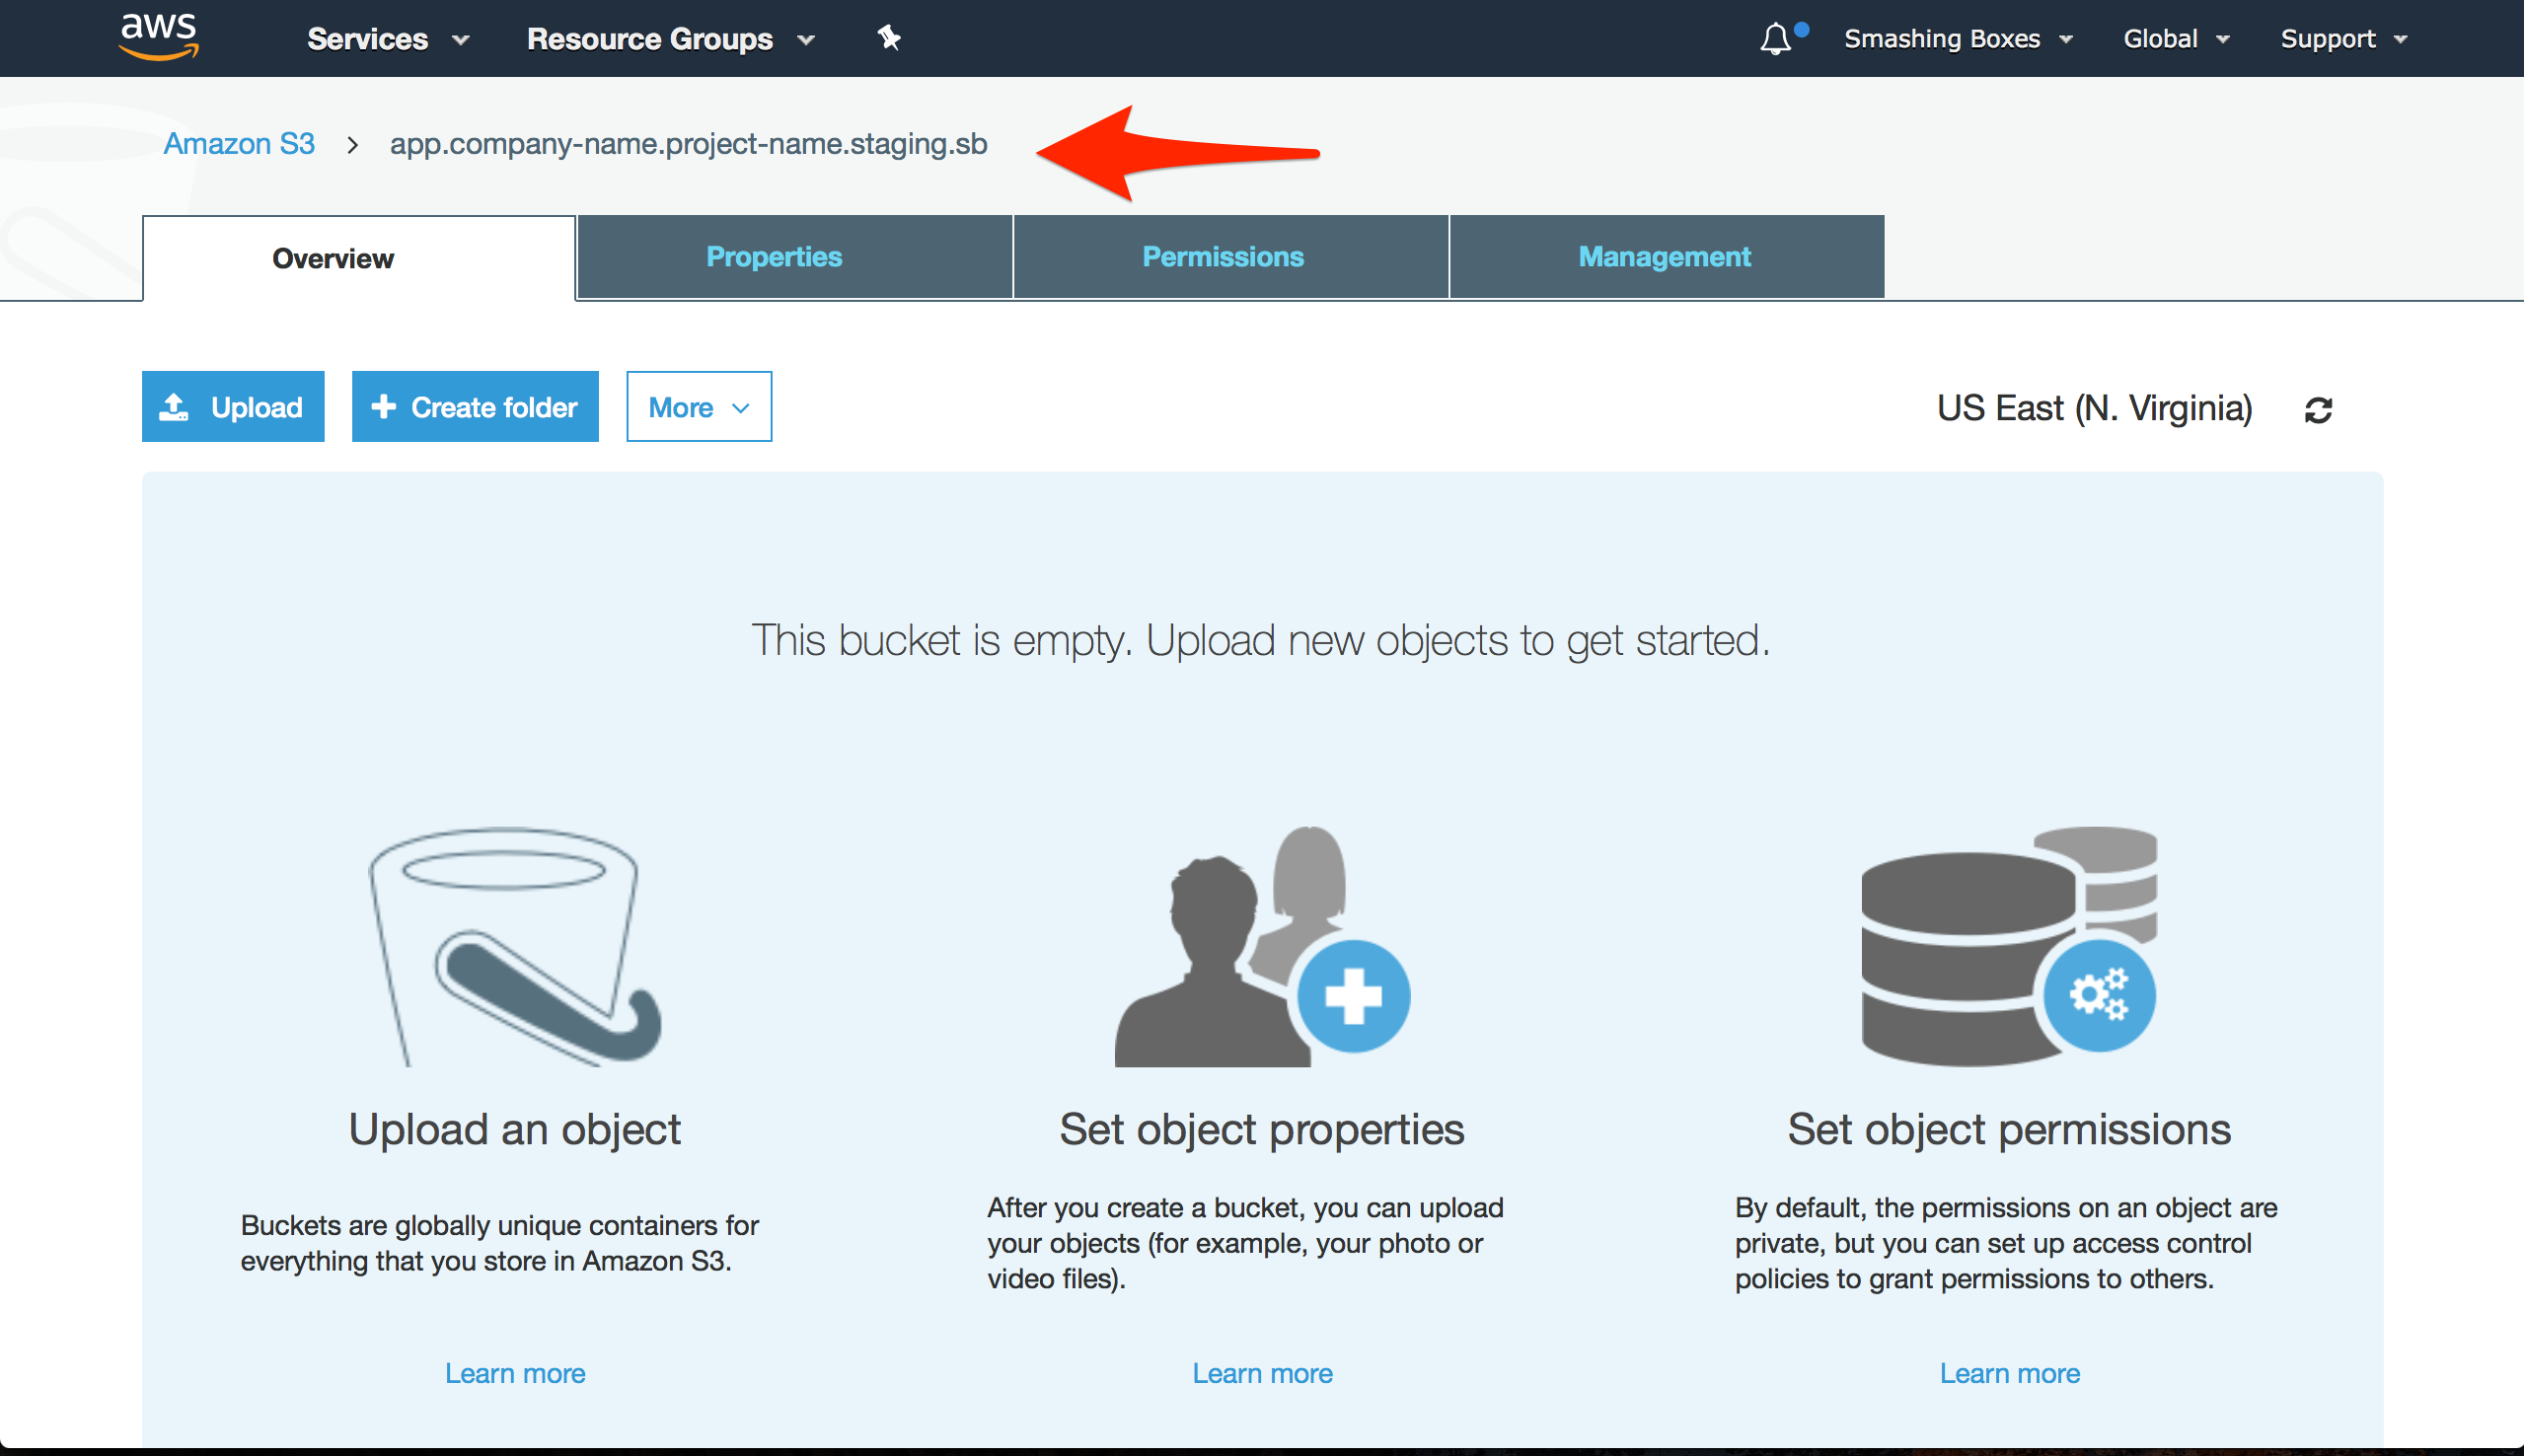 aws Services Resource Groups Smashing Boxes Global Support
Amazon S3 > app.company-name.project-name.staging.sb
Overview Properties Permissions Management
Upload Create folder More US East (N. Virginia)
This bucket is empty. Upload new objects to get started.
Upload an object
Buckets are globally unique containers for
everything that you store in Amazon S3.
Learn more
Set object properties
After you create a bucket, you can upload
your objects (for example, your photo or
video files).
Learn more
Set object permissions
By default, the permissions on an object are
private, but you can set up access control
policies to grant permissions to others.
Learn more